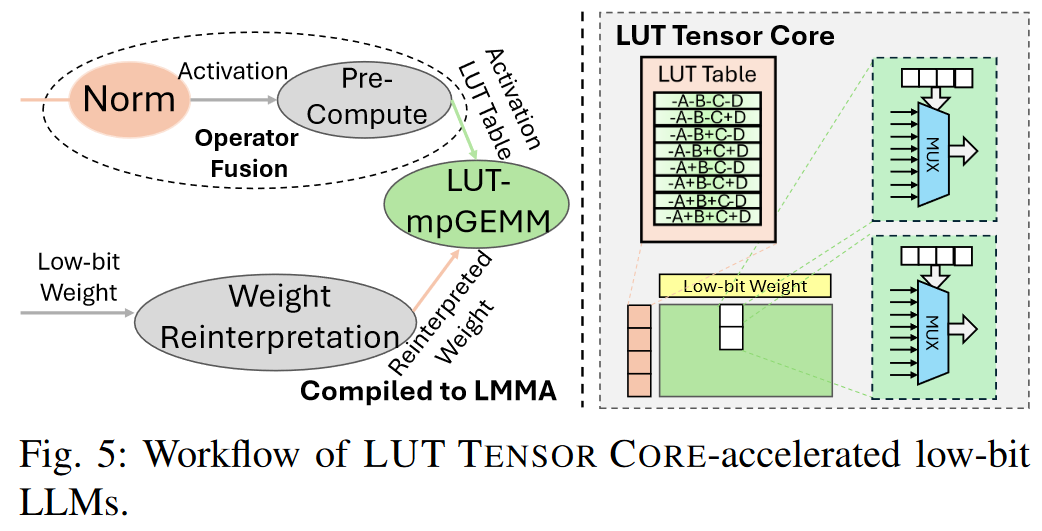 Norm
Activation
Pre-
Compute
Operator
Fusion
Activation
LUT Table
LUT-
mpGEMM
Low-bit
Weight
Weight
Reinterpretation
Reinterpreted
Weight
Compiled to LMMA
LUT Tensor Core
LUT Table
-A-B-C-D
-A-B-C+D
-A-B+C-D
-A-B+C+D
-A+B-C-D
-A+B-C+D
-A+B+C-D
-A+B+C+D
MUX
Low-bit Weight
MUX
Fig. 5: Workflow of LUT TENSOR CORE-accelerated low-bit
LLMs.